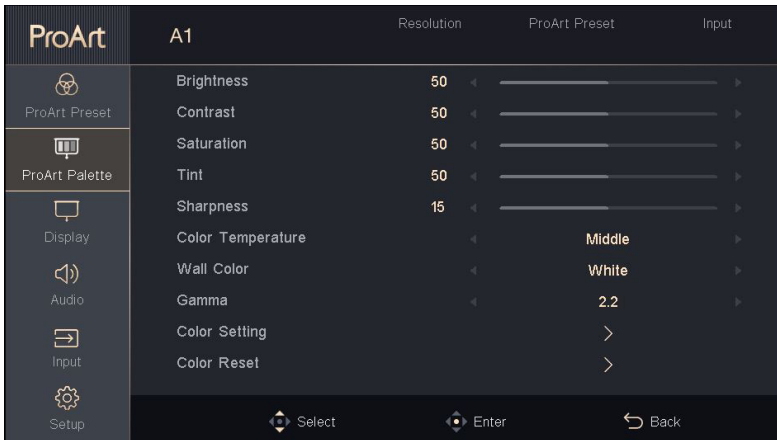 ProArt
A1
Resolution ProArt Preset Input
ProArt Preset
ProArt Palette
Display
Audio
Input
Setup
Brightness 50
Contrast 50
Saturation 50
Tint 50
Sharpness 15
Color Temperature Middle
Wall Color White
Gamma 2.2
Color Setting
Color Reset
Select Enter Back